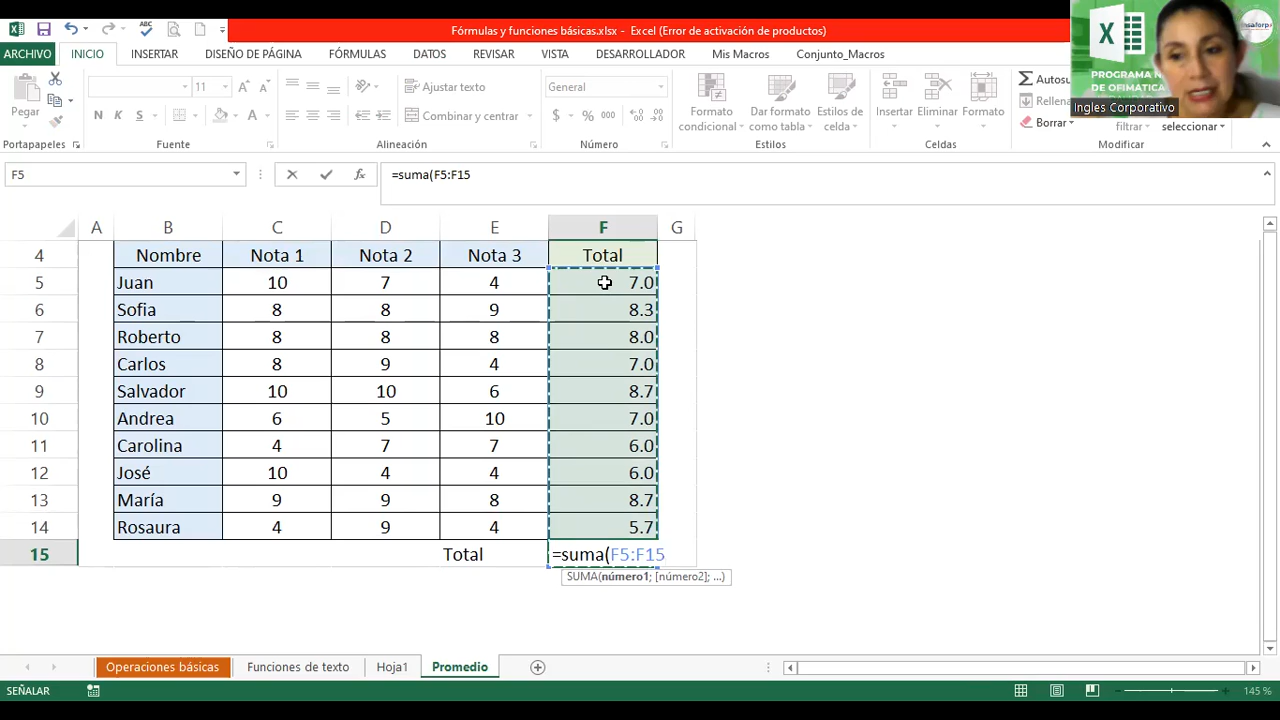 Fórmulas y funciones básicas.xlsx - Excel (Error de activación de productos)
ARCHIVO INICIO INSERTAR DISEÑO DE PÁGINA FÓRMULAS DATOS REVISAR VISTA DESARROLLADOR Mis Macros Conjunto_Macros
PROGRAMA N
DE OFIMÁTICA
Ingles Corporativo
Pegar
11
N K S A
Ajustar texto
Combinar y centrar
General
$ % 000
Formato condicional
Dar formato como tabla
Estilos de celda
Insertar
Eliminar
Formato
Autosu
Rellena
Borrar
filtrar
seleccionar
Portapapeles Fuente Alineación Número Estilos Celdas Modificar
F5 fx =suma(F5:F15
A B C D E F G
4 Nombre Nota 1 Nota 2 Nota 3 Total
5 Juan 10 7 4 7.0
6 Sofia 8 8 9 8.3
7 Roberto 8 8 8 8.0
8 Carlos 8 9 4 7.0
9 Salvador 10 10 6 8.7
10 Andrea 6 5 10 7.0
11 Carolina 4 7 7 6.0
12 José 10 4 4 6.0
13 María 9 9 8 8.7
14 Rosaura 4 9 4 5.7
15 Total =suma(F5:F15
SUMA(número1; [número2]; ...)
Operaciones básicas Funciones de texto Hoja1 Promedio
SEÑALAR 145 %